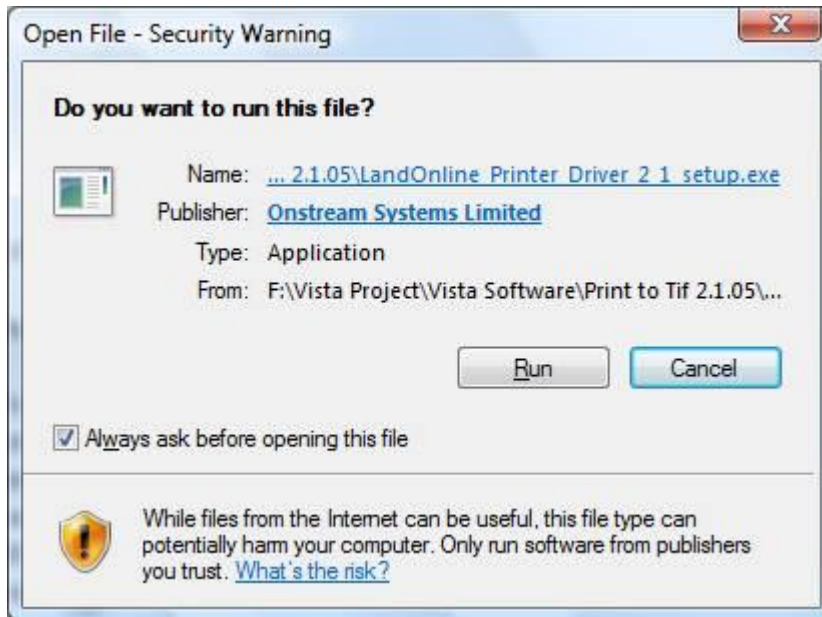 Open File - Security Warning
Do you want to run this file?
Name: ... 2.1.05\LandOnline Printer Driver 2 1 setup.exe
Publisher: Onstream Systems Limited
Type: Application
From: F:\Vista Project\Vista Software\Print to Tif 2.1.05\...
Run Cancel
Always ask before opening this file
While files from the Internet can be useful, this file type can
potentially harm your computer. Only run software from publishers
you trust. What's the risk?